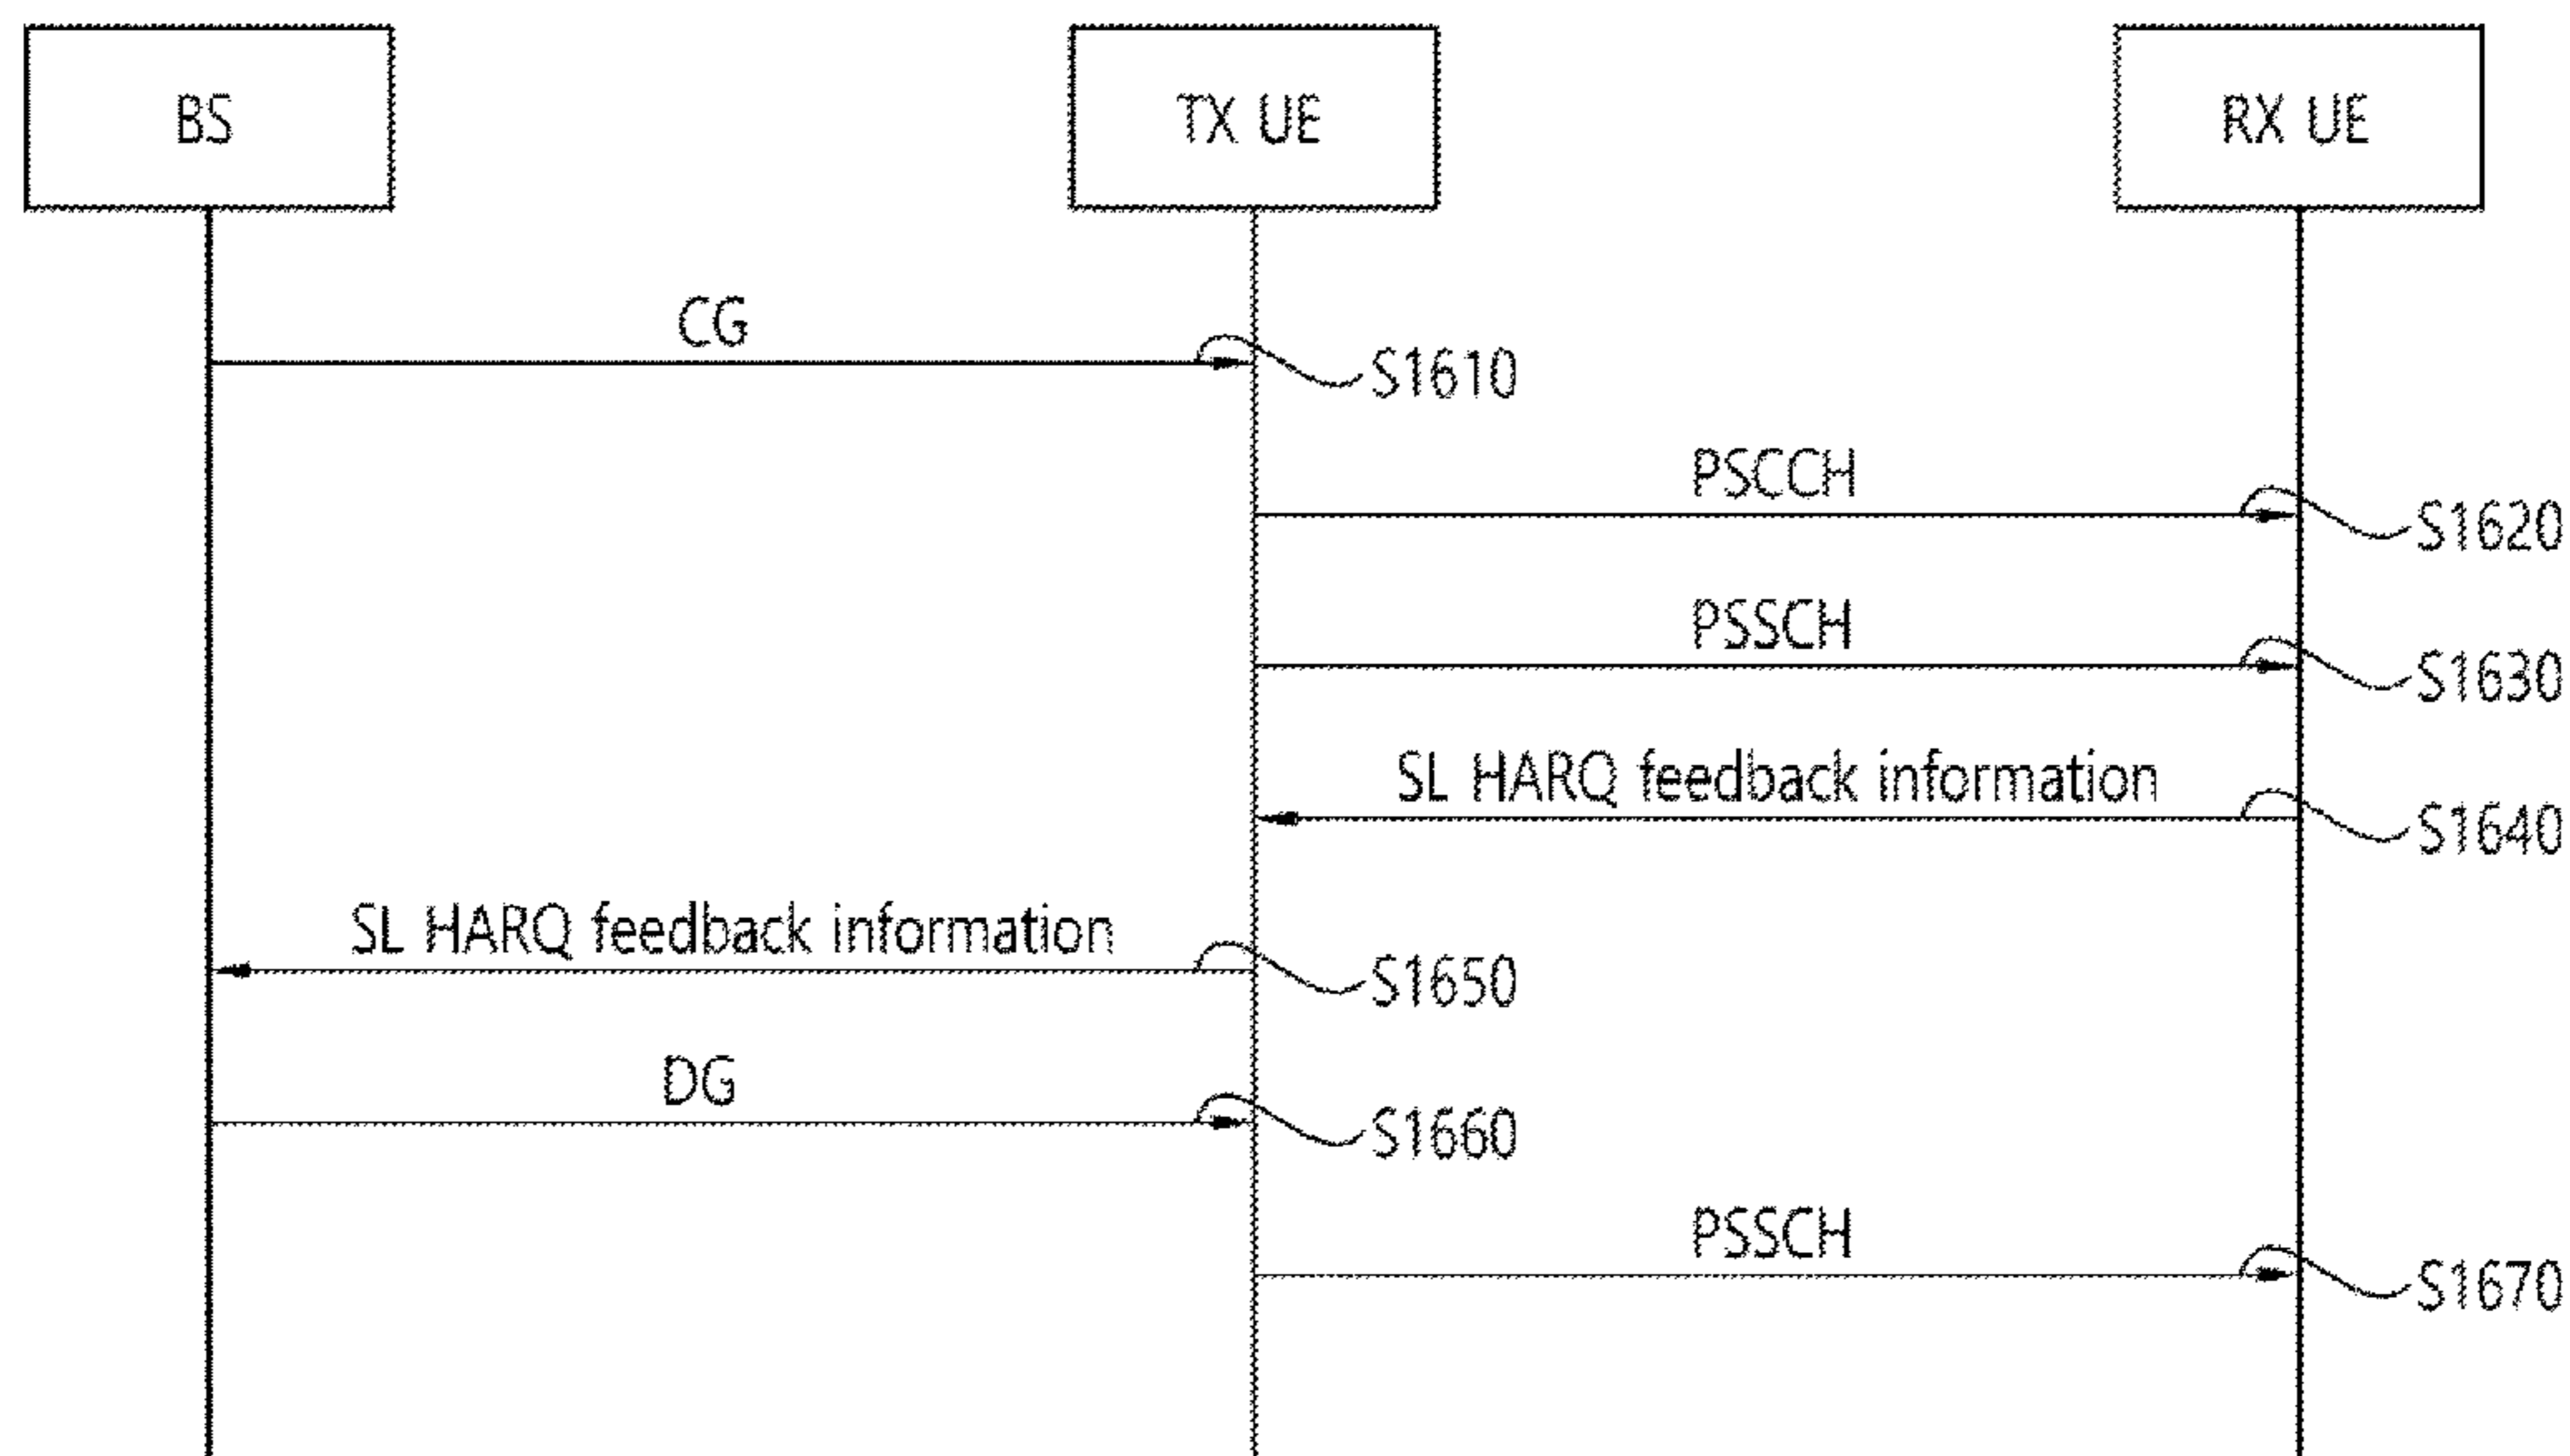 BS
TX UE
RX UE
CG
S1610
PSCCH
S1620
PSSCH
S1630
SL HARQ feedback information
S1640
SL HARQ feedback information
S1650
DG
S1660
PSSCH
S1670